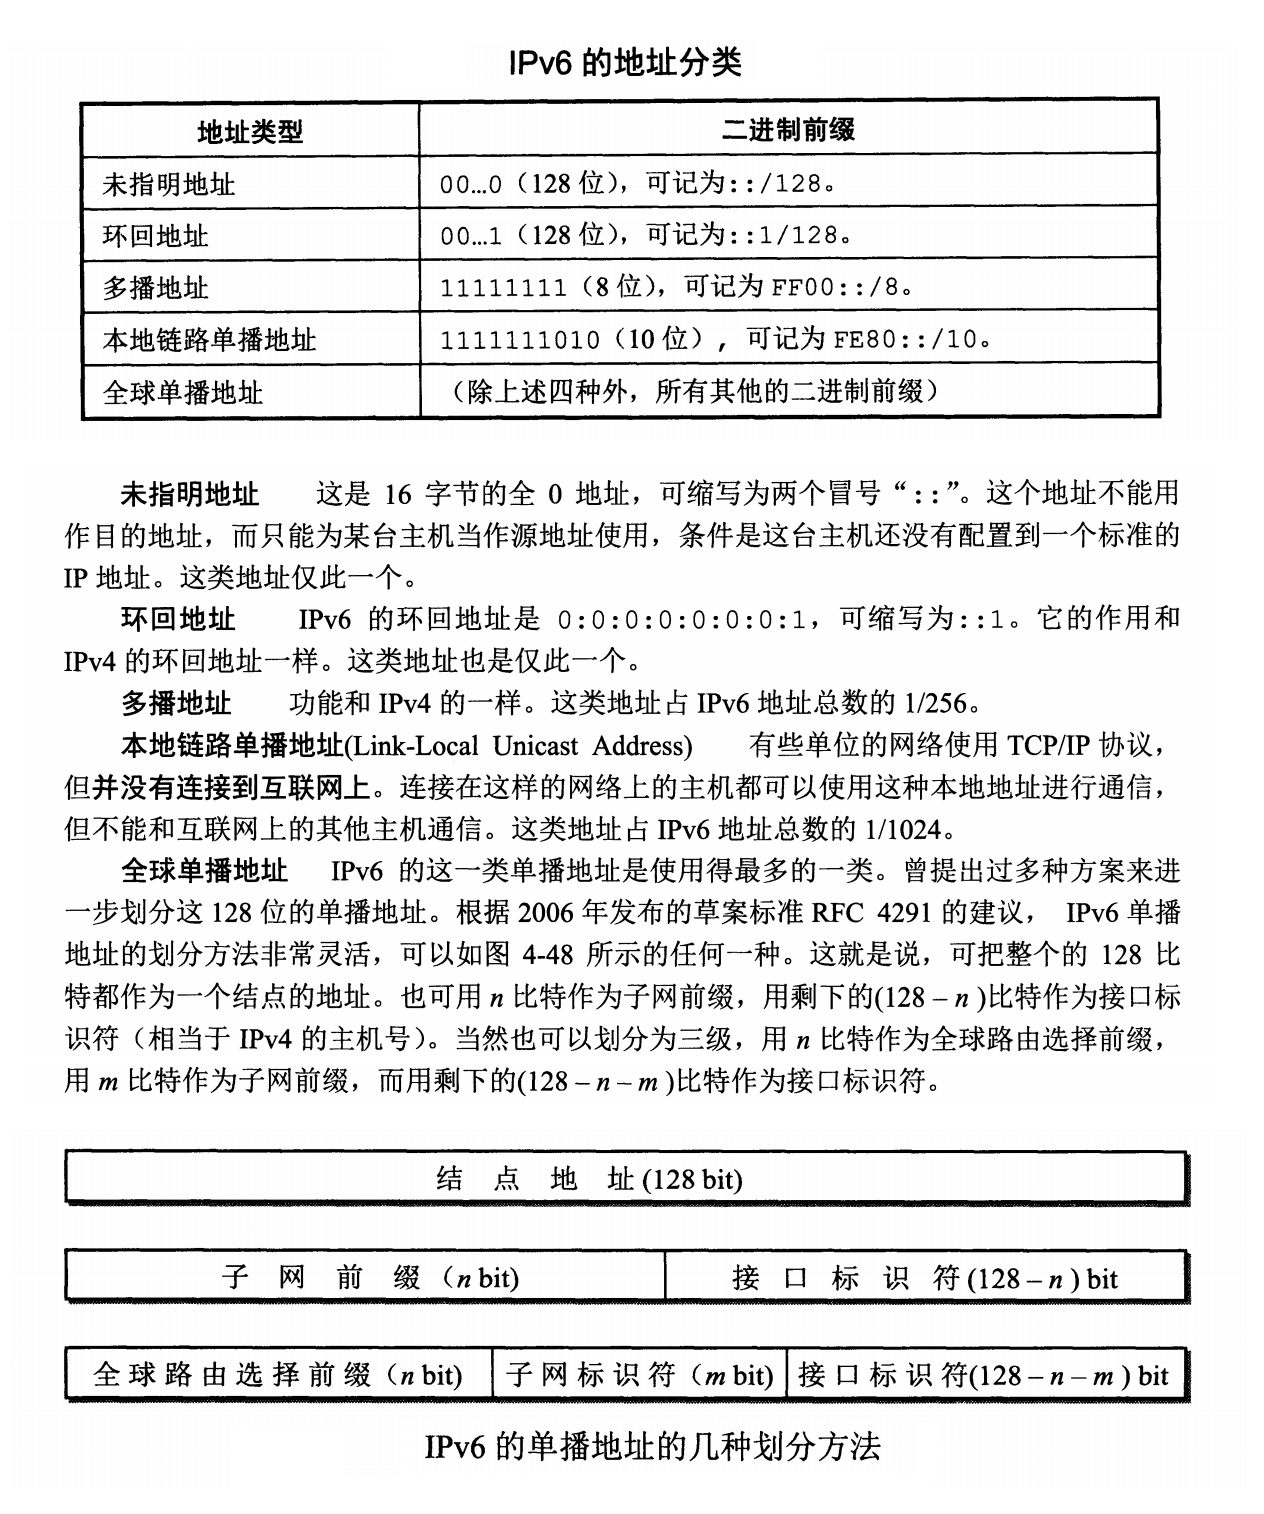 IPv6 的地址分类
地址类型 二进制前缀
未指明地址 00…0（128 位），可记为::/128。
环回地址 00…1（128 位），可记为::1/128。
多播地址 11111111（8 位），可记为 FF00::/8。
本地链路单播地址 1111111010（10 位），可记为 FE80::/10。
全球单播地址 （除上述四种外，所有其他的二进制前缀）
未指明地址 这是 16 字节的全 0 地址，可缩写为两个冒号“::”。这个地址不能用
作目的地址，而只能为某台主机当作源地址使用，条件是这台主机还没有配置到一个标准的
IP 地址。这类地址仅此一个。
环回地址 IPv6 的环回地址是 0:0:0:0:0:0:0:1，可缩写为::1。它的作用和
IPv4 的环回地址一样。这类地址也是仅此一个。
多播地址 功能和 IPv4 的一样。这类地址占 IPv6 地址总数的 1/256。
本地链路单播地址(Link-Local Unicast Address) 有些单位的网络使用 TCP/IP 协议，
但并没有连接到互联网上。连接在这样的网络上的主机都可以使用这种本地地址进行通信，
但不能和互联网上的其他主机通信。这类地址占 IPv6 地址总数的 1/1024。
全球单播地址 IPv6 的这一类单播地址是使用得最多的一类。曾提出过多种方案来进
一步划分这 128 位的单播地址。根据 2006 年发布的草案标准 RFC 4291 的建议， IPv6 单播
地址的划分方法非常灵活，可以如图 4-48 所示的任何一种。这就是说，可把整个的 128 比
特都作为一个结点的地址。也可用 n 比特作为子网前缀，用剩下的(128 – n )比特作为接口标
识符（相当于 IPv4 的主机号）。当然也可以划分为三级，用 n 比特作为全球路由选择前缀，
用 m 比特作为子网前缀，而用剩下的(128 – n – m )比特作为接口标识符。
结 点 地 址 (128 bit)
子 网 前 缀（n bit) 接 口 标 识 符 (128 – n ) bit
全 球 路 由 选 择 前 缀（n bit) 子 网 标 识 符（m bit) 接 口 标 识 符(128 – n – m ) bit
IPv6 的单播地址的几种划分方法